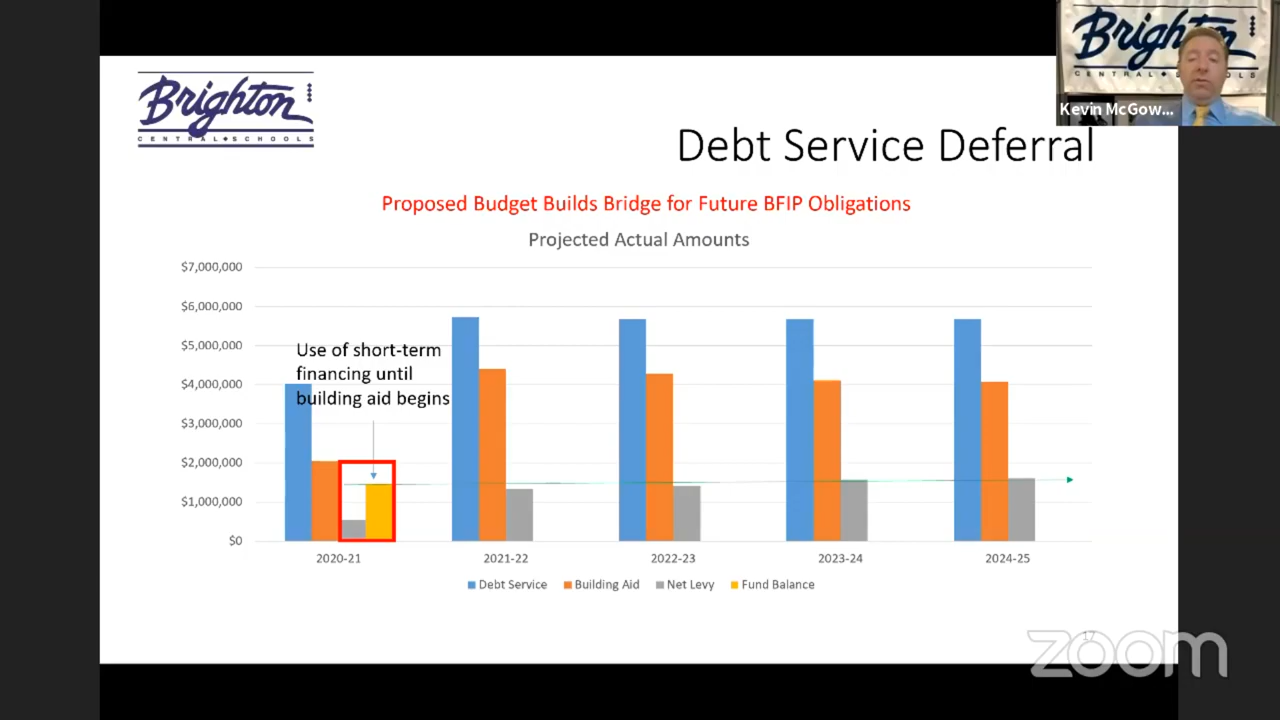 Brighton
CENTRAL SCHOOLS
Brighton
CENTRAL SCHOOLS
Kevin McGow...
Debt Service Deferral
Proposed Budget Builds Bridge for Future BFIP Obligations
Projected Actual Amounts
$7,000,000
$6,000,000
$5,000,000
$4,000,000
$3,000,000
$2,000,000
$1,000,000
$0
Use of short-term
financing until
building aid begins
2020-21 2021-22 2022-23 2023-24 2024-25
Debt Service Building Aid Net Levy Fund Balance
17
zoom